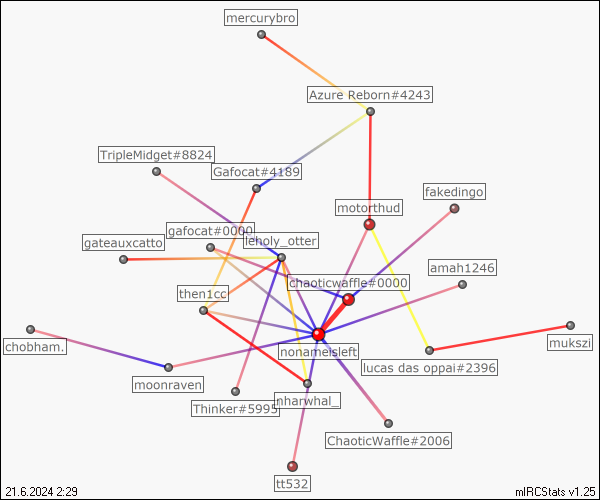 mercurybro
Azure Reborn#4243
TripleMidget#8824
Gafocat#4189
fakedingo
motorthud
gafocat#0000
leholy_otter
gateauxcatto
amah1246
chaoticwaffle#0000
then1cc
chobham.
nonameisleft
mukszi
lucas das oppai#2396
moonraven
Thinker#5995
nharwhal_
ChaoticWaffle#2006
tt532
21.6.2024 2:29
mIRCStats v1.25